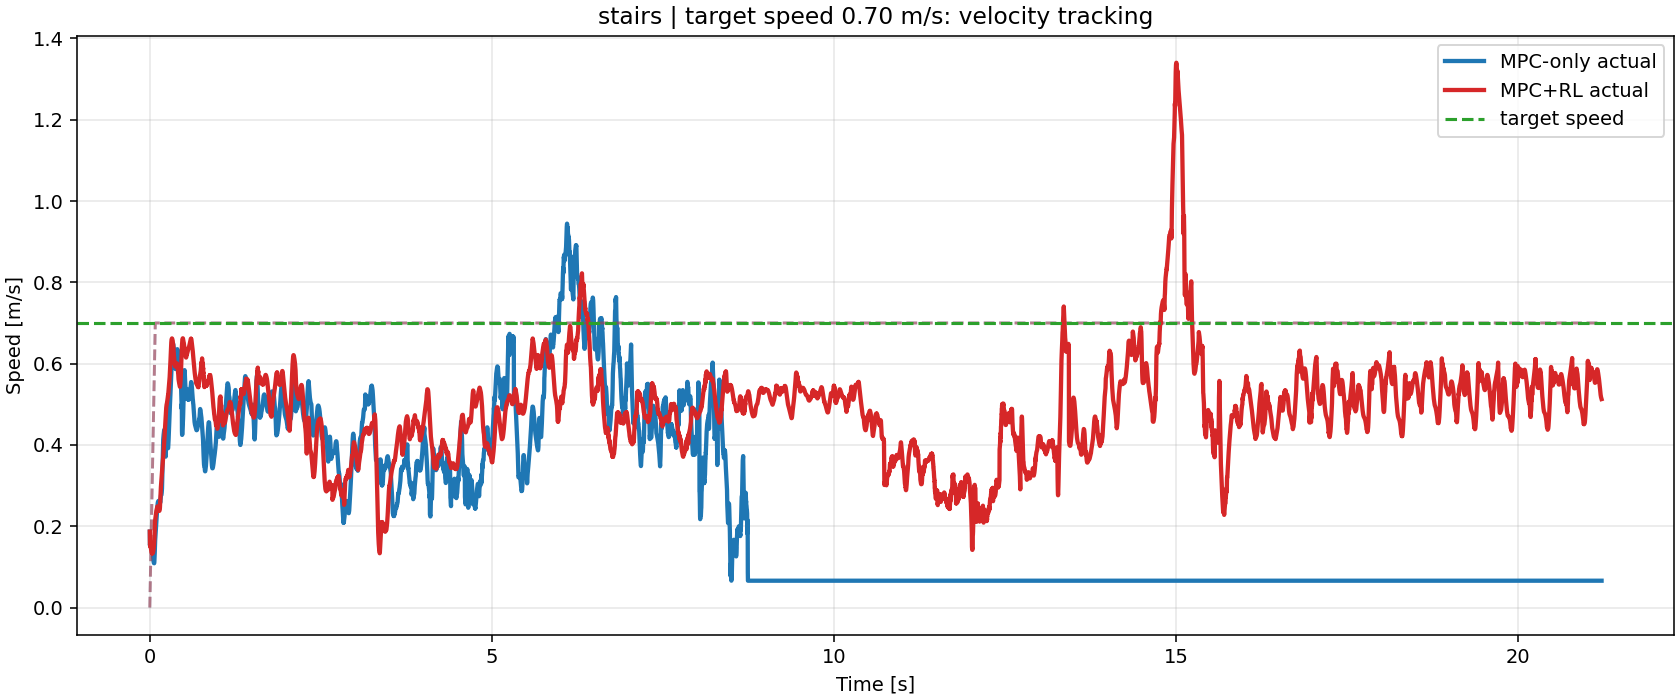 stairs | target speed 0.70 m/s: velocity tracking
Speed [m/s]
1.4
1.2
1.0
0.8
0.6
0.4
0.2
0.0
MPC-only actual
MPC+RL actual
target speed
0 5 10 15 20
Time [s]